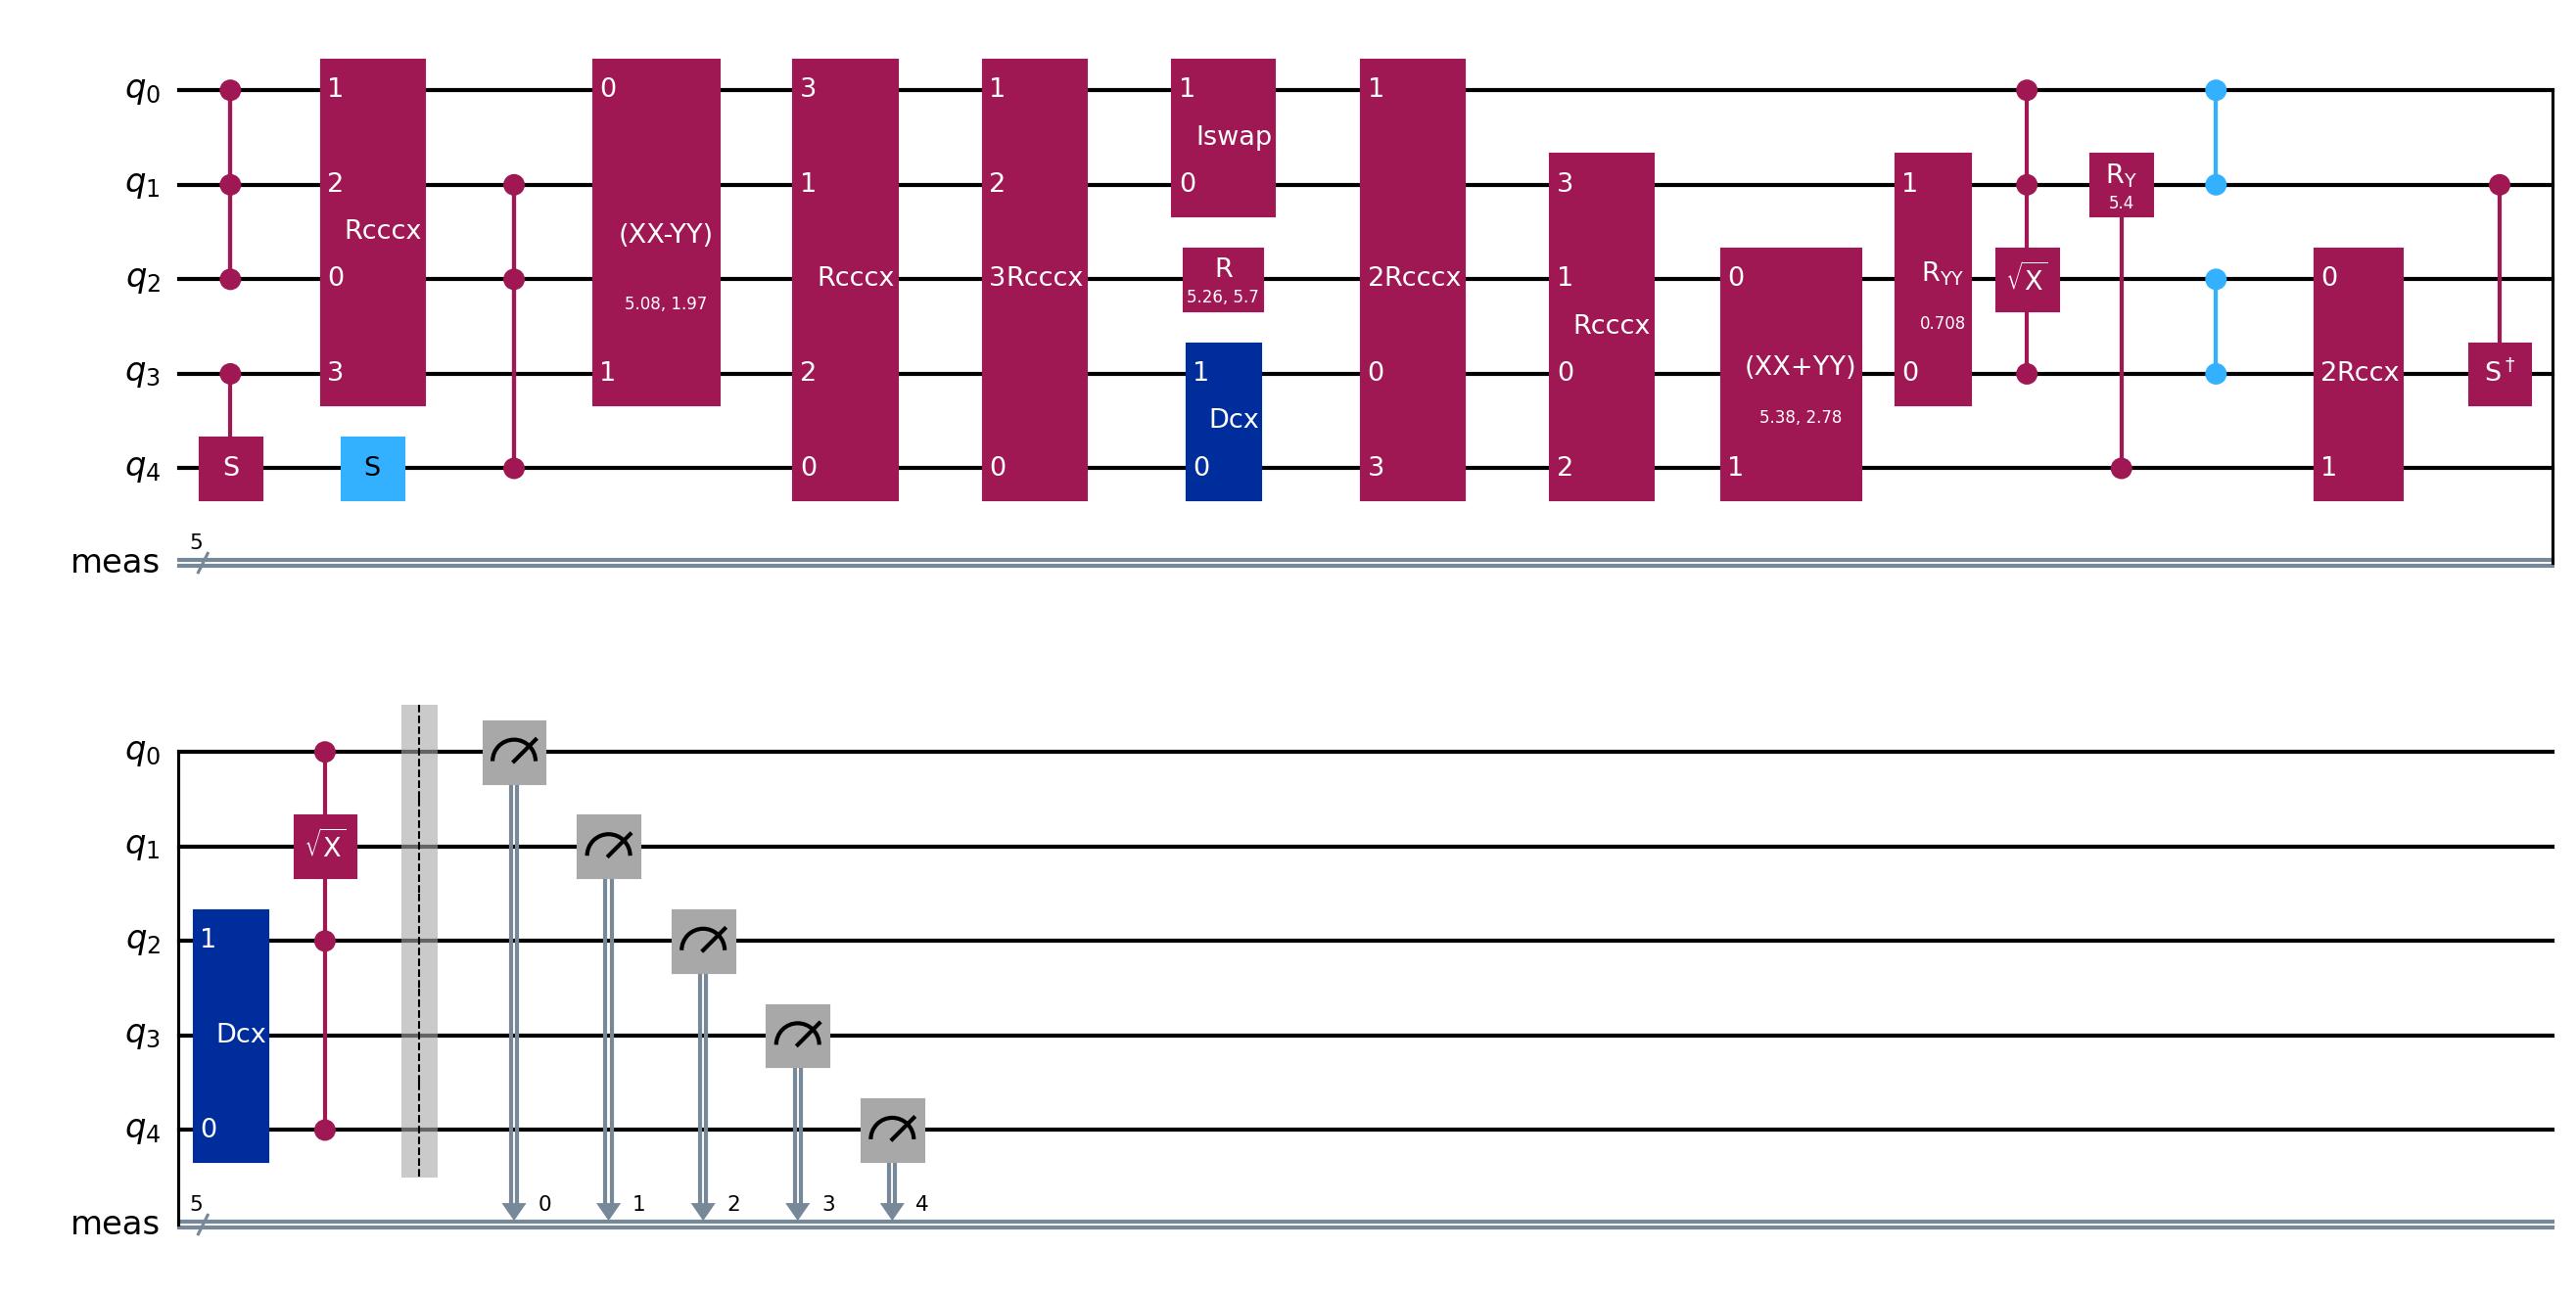 q0 1 0 3 1 1 1
Iswap
q1 2 1 2 0 3 1 RY 5.4
Rcccx (XX-YY) 5.08, 1.97
q2 0 Rcccx 3Rcccx R 5.26, 5.7 2Rcccx 1 0 RYY 0.708 √X 0
Rcccx
q3 3 1 2 1 0 0 (XX+YY) 5.38, 2.78 0 2Rccx S†
Dcx
q4 S S 0 0 0 3 2 1 1
meas 5
q0
q1 √X
q2 1
q3 Dcx
q4 0
meas 5 0 1 2 3 4